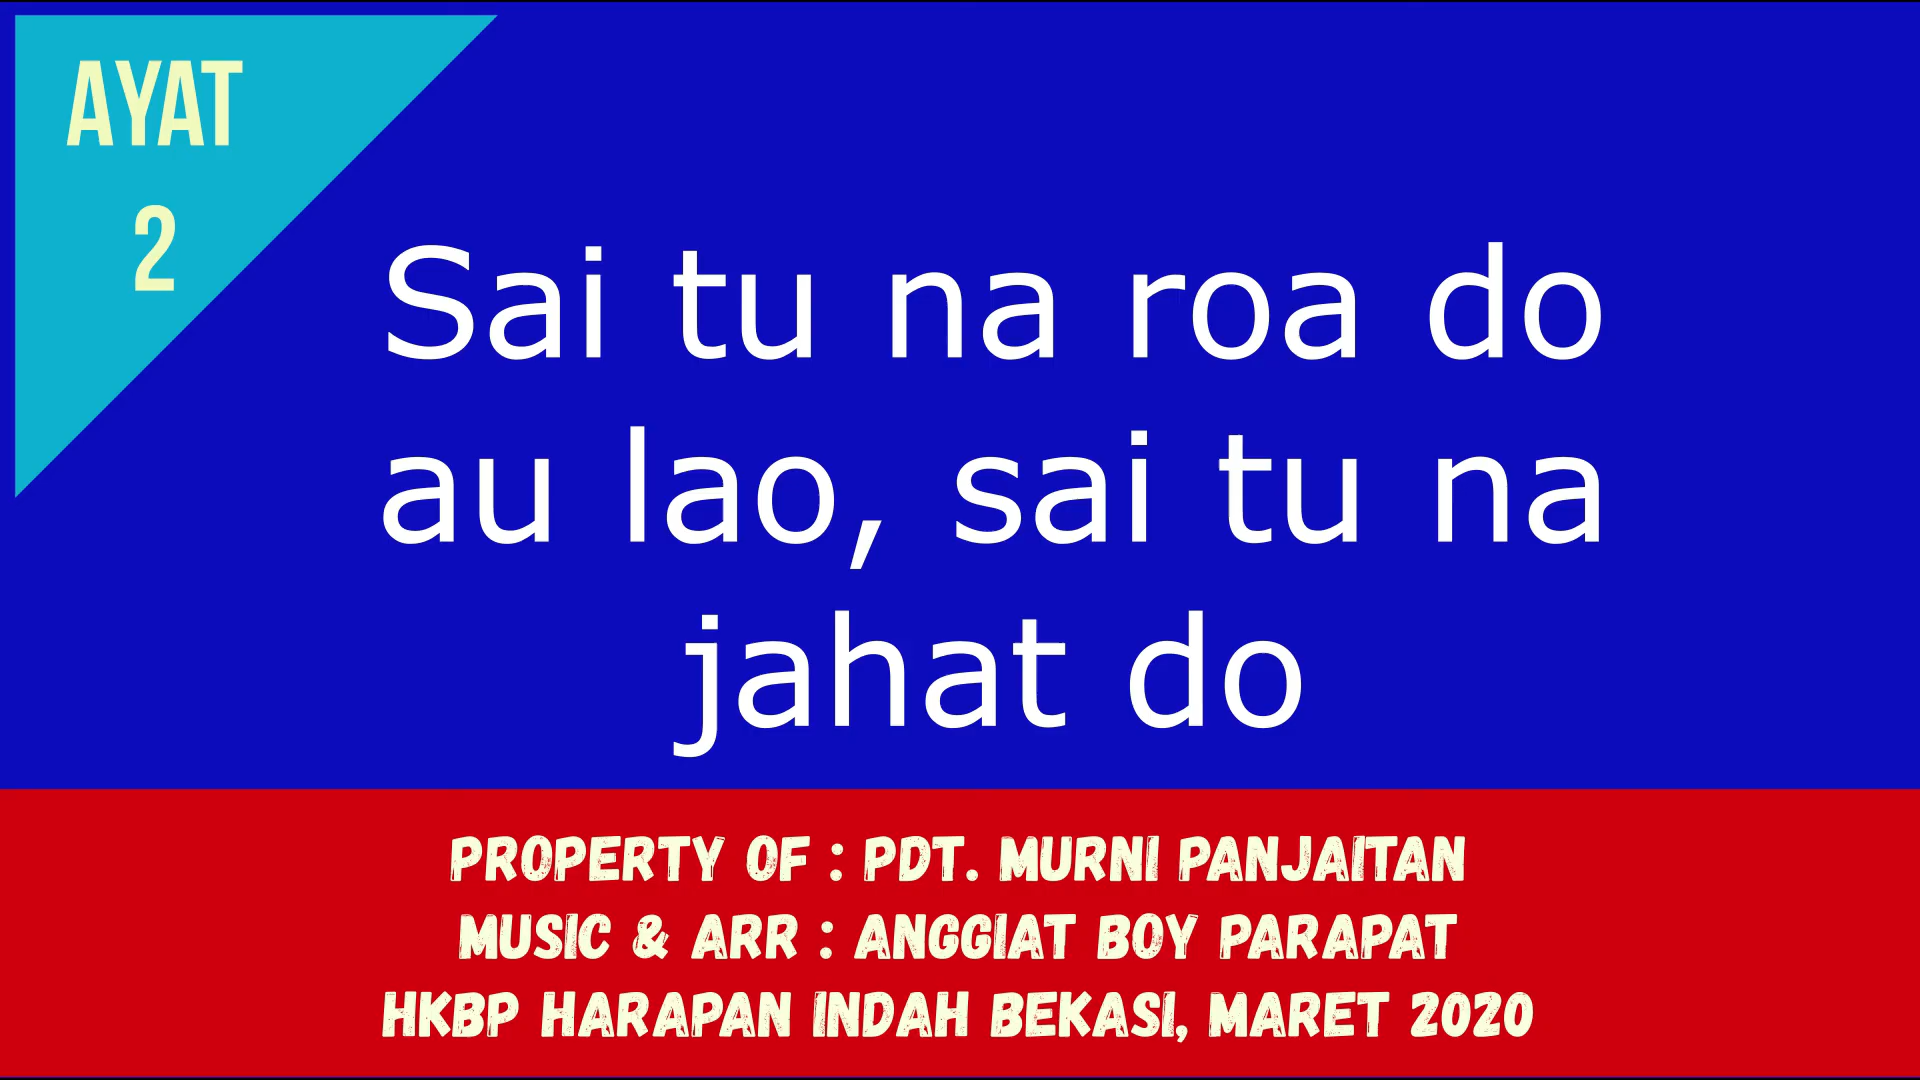 AYAT
2
Sai tu na roa do
au lao, sai tu na
jahat do
PROPERTY OF : PDT. MURNI PANJAITAN
MUSIC & ARR : ANGGIAT BOY PARAPAT
HKBP HARAPAN INDAH BEKASI, MARET 2020